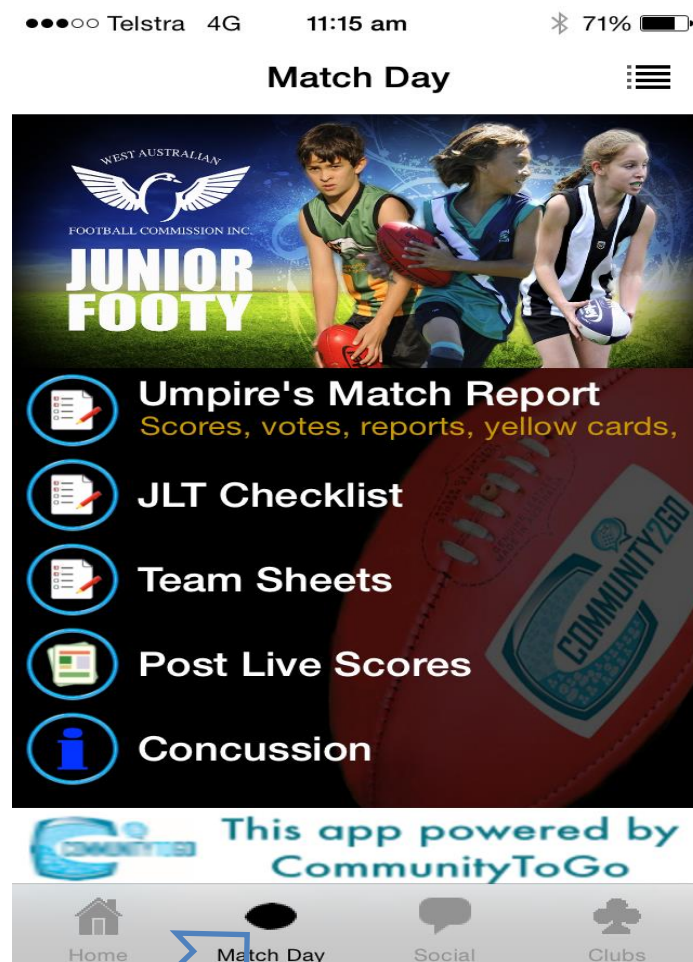 Telstra 4G 11:15 am 71%
Match Day
WEST AUSTRALIAN
FOOTBALL COMMISSION INC.
JUNIOR
FOOTY
Umpire's Match Report
Scores, votes, reports, yellow cards,
JLT Checklist
Team Sheets
Post Live Scores
Concussion
COMMUNITY2GO
This app powered by
CommunityToGo
Home Match Day Social Clubs